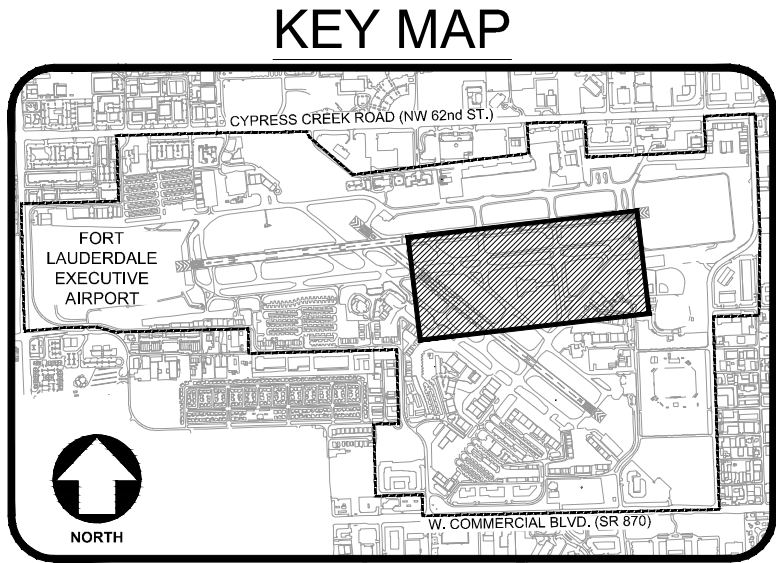 KEY MAP
CYPRESS CREEK ROAD (NW 62nd ST.)
FORT
LAUDERDALE
EXECUTIVE
AIRPORT
NORTH
W. COMMERCIAL BLVD. (SR 870)